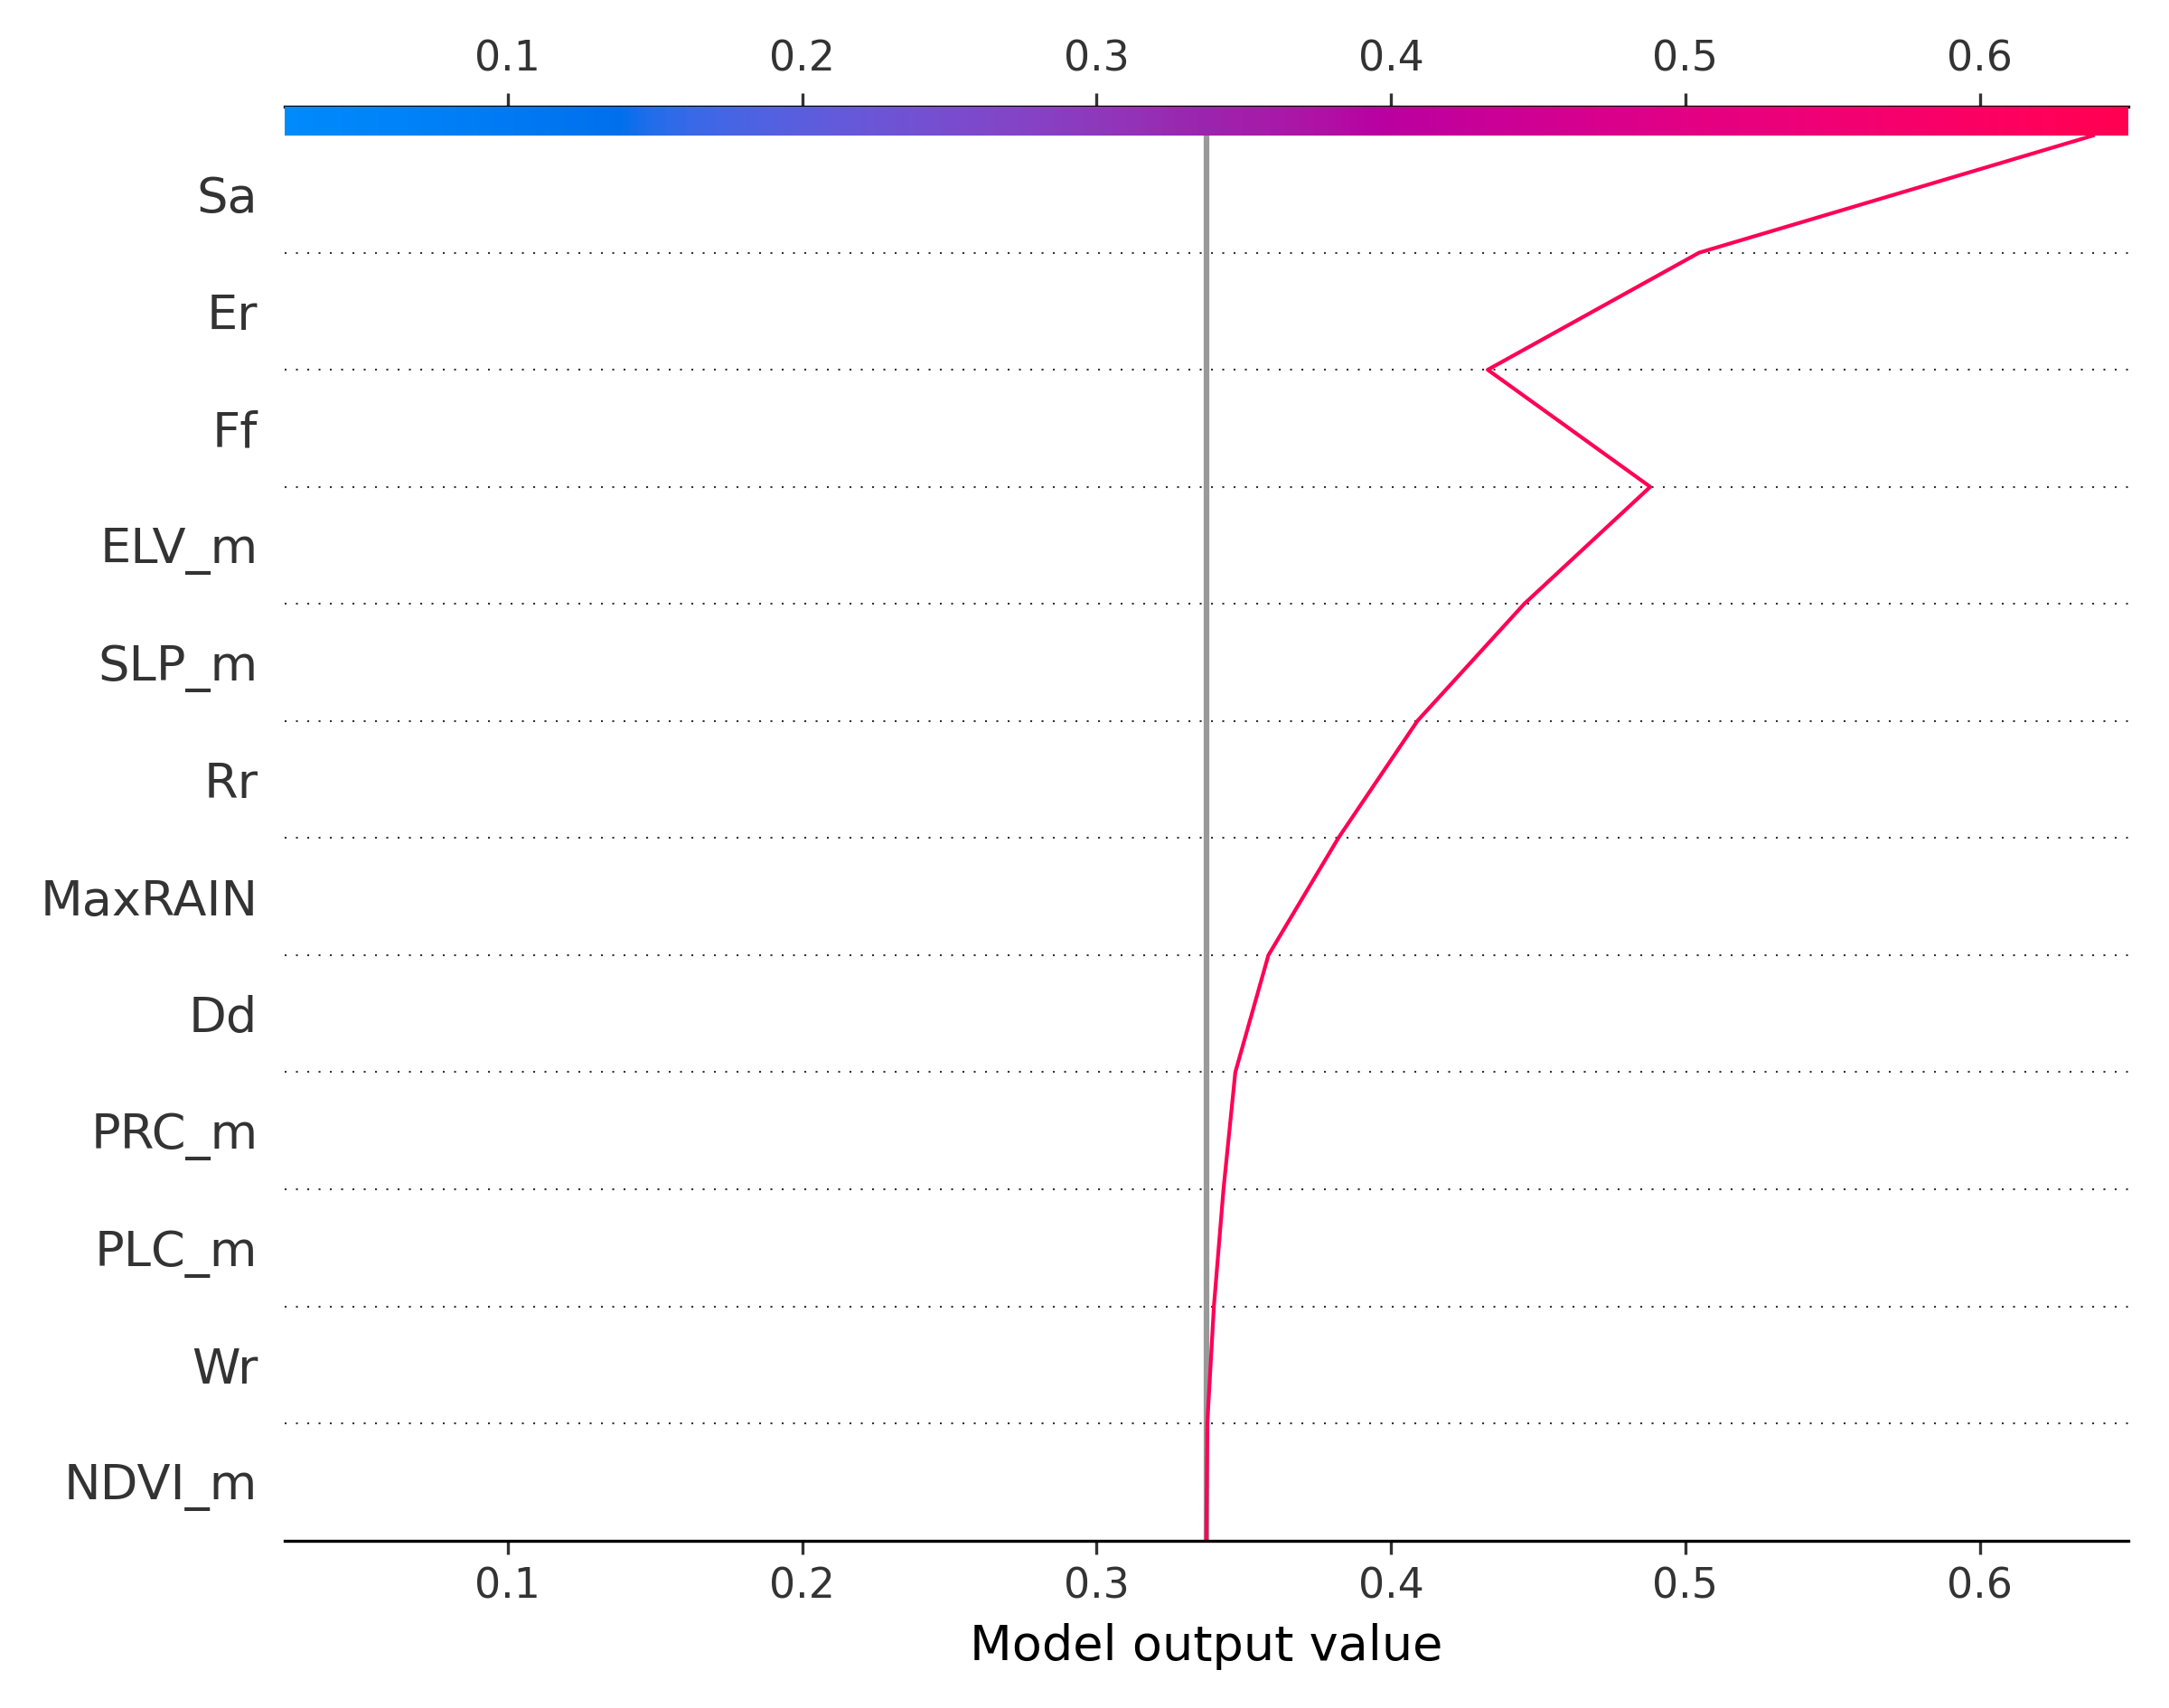 0.1 0.2 0.3 0.4 0.5 0.6
Sa
Er
Ff
ELV_m
SLP_m
Rr
MaxRAIN
Dd
PRC_m
PLC_m
Wr
NDVI_m
0.1 0.2 0.3 0.4 0.5 0.6
Model output value